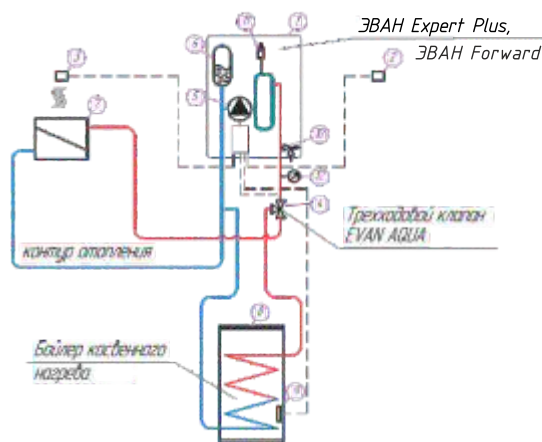 ЭВАН Expert Plus,
ЭВАН Forward
Трехходовой клапан
EVAN AQUA
контур отопления
Бойлер косвенного
нагрева